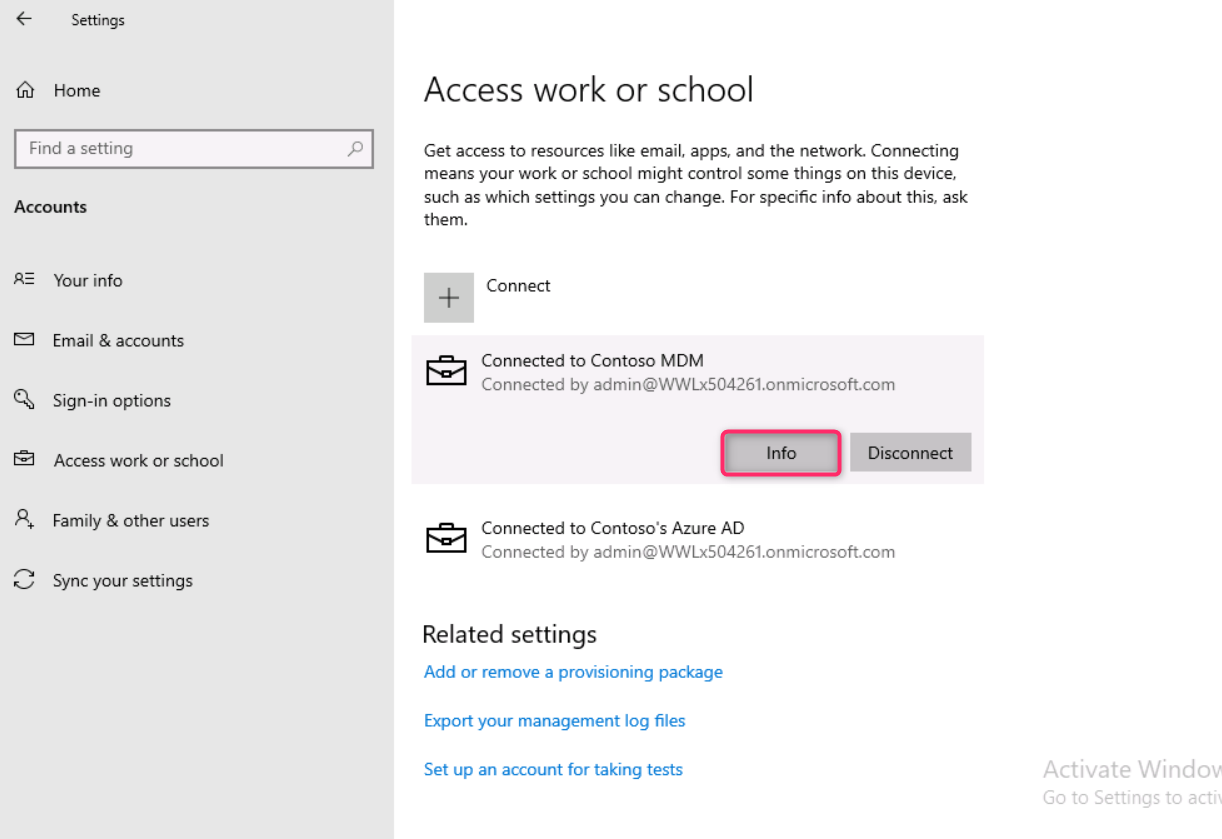 Settings
Home
Find a setting
Accounts
Your info
Email & accounts
Sign-in options
Access work or school
Family & other users
Sync your settings
Access work or school
Get access to resources like email, apps, and the network. Connecting
means your work or school might control some things on this device,
such as which settings you can change. For specific info about this, ask
them.
Connect
Connected to Contoso MDM
Connected by admin@WWLx504261.onmicrosoft.com
Info
Disconnect
Connected to Contoso's Azure AD
Connected by admin@WWLx504261.onmicrosoft.com
Related settings
Add or remove a provisioning package
Export your management log files
Set up an account for taking tests
Activate
Go to Settings to